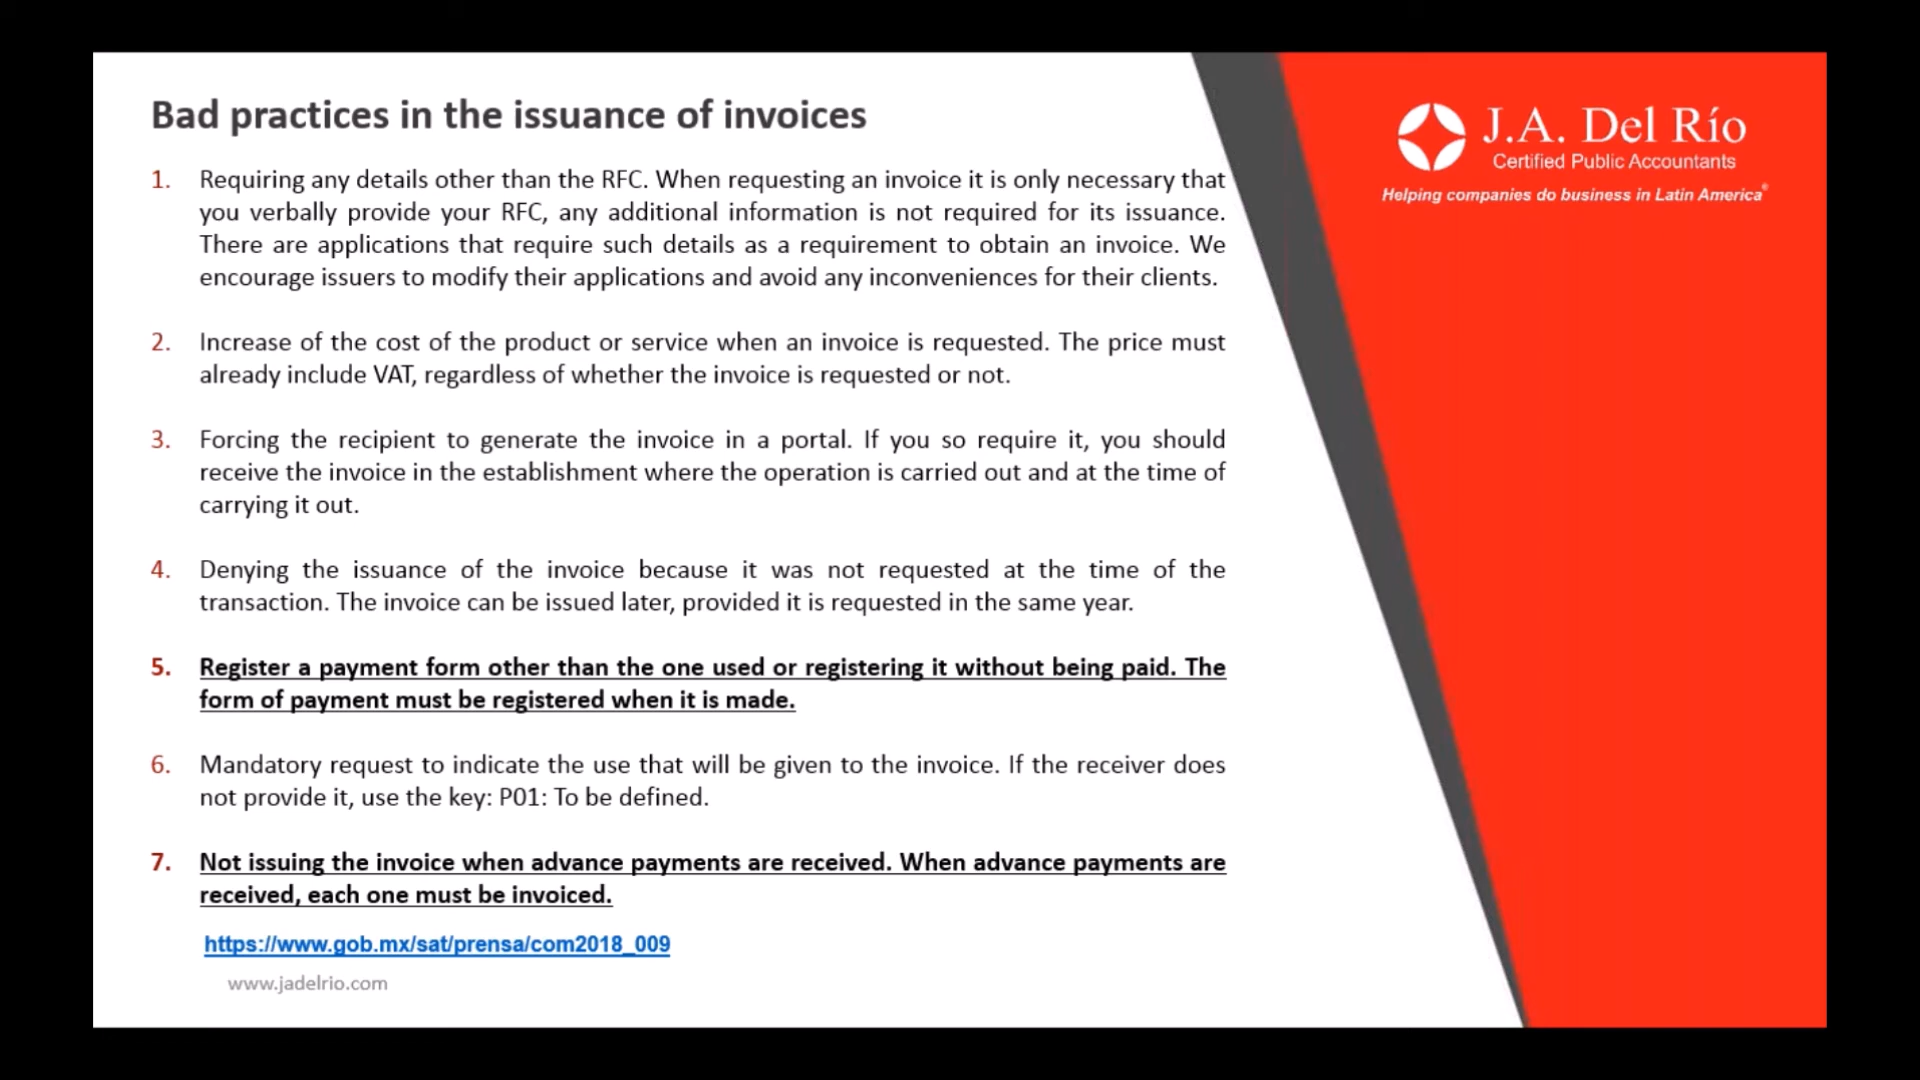 Bad practices in the issuance of invoices
J.A. Del Río
Certified Public Accountants
Helping companies do business in Latin America®
1. Requiring any details other than the RFC. When requesting an invoice it is only necessary that
you verbally provide your RFC, any additional information is not required for its issuance.
There are applications that require such details as a requirement to obtain an invoice. We
encourage issuers to modify their applications and avoid any inconveniences for their clients.
2. Increase of the cost of the product or service when an invoice is requested. The price must
already include VAT, regardless of whether the invoice is requested or not.
3. Forcing the recipient to generate the invoice in a portal. If you so require it, you should
receive the invoice in the establishment where the operation is carried out and at the time of
carrying it out.
4. Denying the issuance of the invoice because it was not requested at the time of the
transaction. The invoice can be issued later, provided it is requested in the same year.
5. Register a payment form other than the one used or registering it without being paid. The
form of payment must be registered when it is made.
6. Mandatory request to indicate the use that will be given to the invoice. If the receiver does
not provide it, use the key: P01: To be defined.
7. Not issuing the invoice when advance payments are received. When advance payments are
received, each one must be invoiced.
https://www.gob.mx/sat/prensa/com2018_009
www.jadelrio.com